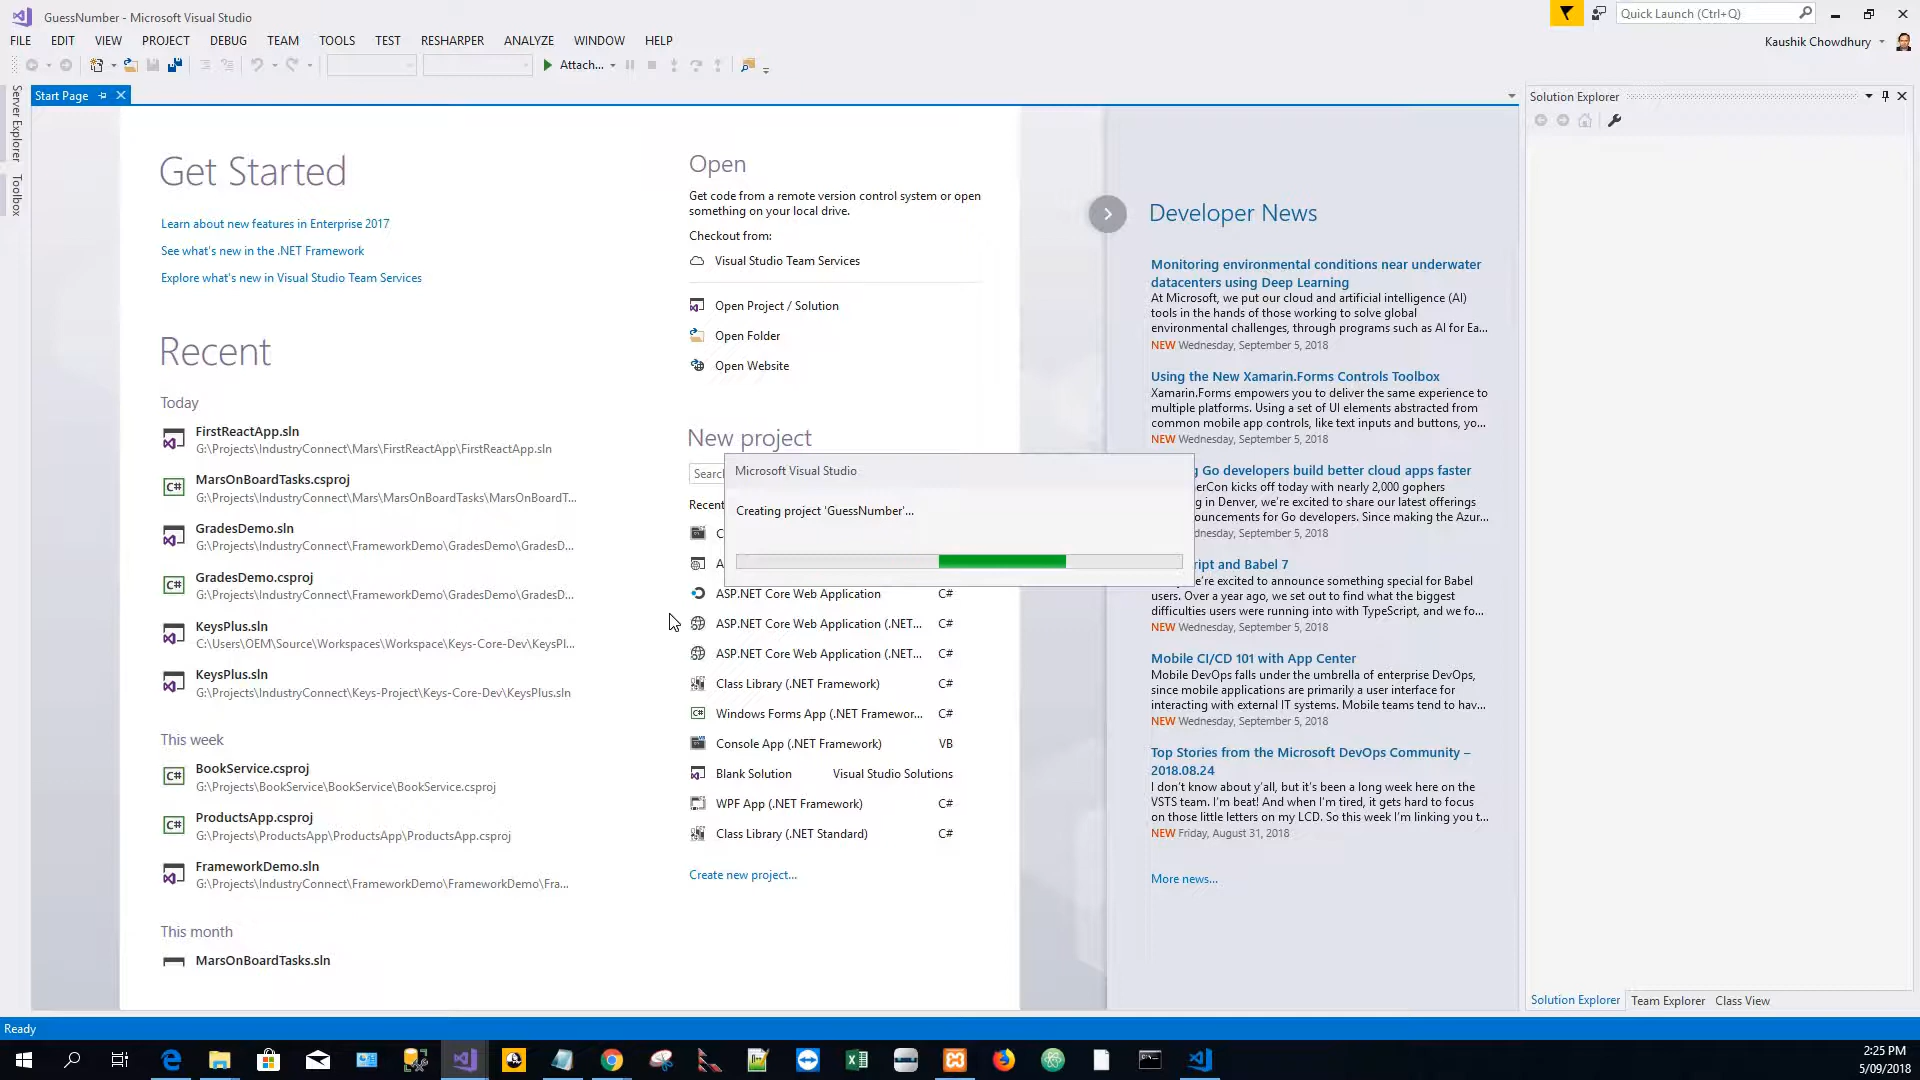 GuessNumber - Microsoft Visual Studio
Quick Launch (Ctrl+Q)
FILE EDIT VIEW PROJECT DEBUG TEAM TOOLS TEST RESHARPER ANALYZE WINDOW HELP
Kaushik Chowdhury
Attach...
Server Explorer
Toolbox
Start Page
Get Started
Learn about new features in Enterprise 2017
See what's new in the .NET Framework
Explore what's new in Visual Studio Team Services
Recent
Today
FirstReactApp.sln
G:\Projects\IndustryConnect\Mars\FirstReactApp\FirstReactApp.sln
MarsOnBoardTasks.csproj
G:\Projects\IndustryConnect\Mars\MarsOnBoardTasks\MarsOnBoardT...
GradesDemo.sln
G:\Projects\IndustryConnect\FrameworkDemo\GradesDemo\GradesD...
GradesDemo.csproj
G:\Projects\IndustryConnect\FrameworkDemo\GradesDemo\GradesD...
KeysPlus.sln
C:\Users\OEM\Source\Workspaces\Workspace\Keys-Core-Dev\KeysPl...
KeysPlus.sln
G:\Projects\IndustryConnect\Keys-Project\Keys-Core-Dev\KeysPlus.sln
This week
BookService.csproj
G:\Projects\BookService\BookService\BookService.csproj
ProductsApp.csproj
G:\Projects\ProductsApp\ProductsApp\ProductsApp.csproj
FrameworkDemo.sln
G:\Projects\IndustryConnect\FrameworkDemo\FrameworkDemo\Fra...
This month
MarsOnBoardTasks.sln
Open
Get code from a remote version control system or open
something on your local drive.
Checkout from:
Visual Studio Team Services
Open Project / Solution
Open Folder
Open Website
New project
Searc
Recent
C
A
ASP.NET Core Web Application C#
ASP.NET Core Web Application (.NET... C#
ASP.NET Core Web Application (.NET... C#
Class Library (.NET Framework) C#
Windows Forms App (.NET Framewor... C#
Console App (.NET Framework) VB
Blank Solution Visual Studio Solutions
WPF App (.NET Framework) C#
Class Library (.NET Standard) C#
Create new project...
Microsoft Visual Studio
Creating project 'GuessNumber'...
Developer News
Monitoring environmental conditions near underwater
datacenters using Deep Learning
At Microsoft, we put our cloud and artificial intelligence (AI)
tools in the hands of those working to solve global
environmental challenges, through programs such as AI for Ea...
NEW Wednesday, September 5, 2018
Using the New Xamarin.Forms Controls Toolbox
Xamarin.Forms empowers you to deliver the same experience to
multiple platforms. Using a set of UI elements abstracted from
common mobile app controls, like text inputs and buttons, yo...
NEW Wednesday, September 5, 2018
g Go developers build better cloud apps faster
erCon kicks off today with nearly 2,000 gophers
ing in Denver, we're excited to share our latest offerings
ouncements for Go developers. Since making the Azur...
dnesday, September 5, 2018
ript and Babel 7
e're excited to announce something special for Babel
users. Over a year ago, we set out to find what the biggest
difficulties users were running into with TypeScript, and we fo...
NEW Wednesday, September 5, 2018
Mobile CI/CD 101 with App Center
Mobile DevOps falls under the umbrella of enterprise DevOps,
since mobile applications are primarily a user interface for
interacting with external IT systems. Mobile teams tend to hav...
NEW Wednesday, September 5, 2018
Top Stories from the Microsoft DevOps Community –
2018.08.24
I don't know about y'all, but it's been a long week here on the
VSTS team. I'm beat! And when I'm tired, it gets hard to focus
on those little letters on my LCD. So this week I'm linking you t...
NEW Friday, August 31, 2018
More news...
Solution Explorer
Solution Explorer Team Explorer Class View
Ready
2:25 PM
5/09/2018